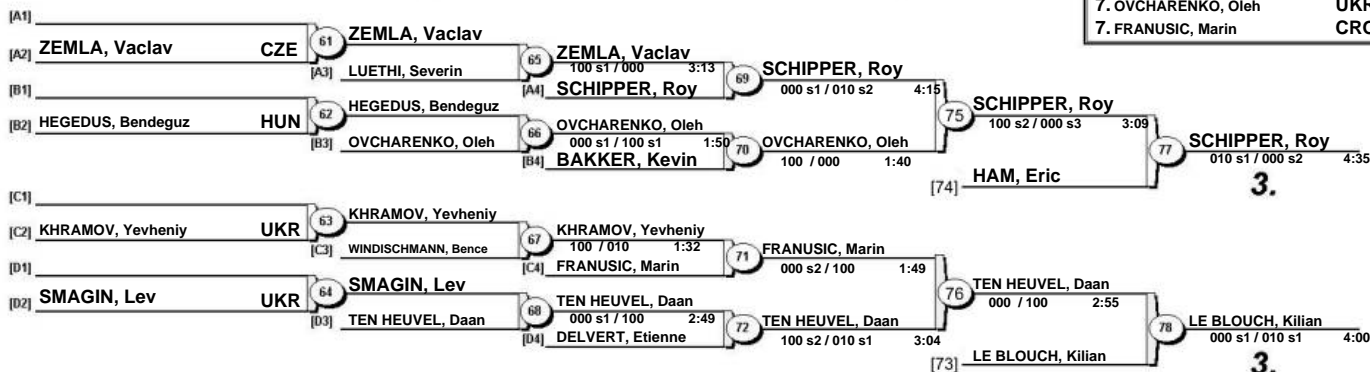 7. OVCHARENKO, Oleh UKR
7. FRANUSIC, Marin CRO
[A1]
[A2] ZEMLA, Vaclav CZE
61
ZEMLA, Vaclav
[A3] LUETHI, Severin
65
ZEMLA, Vaclav
100 s1 / 000 3:13
[A4] SCHIPPER, Roy
69
SCHIPPER, Roy
000 s1 / 010 s2 4:15
[B1]
[B2] HEGEDUS, Bendeguz HUN
62
HEGEDUS, Bendeguz
[B3] OVCHARENKO, Oleh
66
OVCHARENKO, Oleh
000 s1 / 100 s1 1:50
[B4] BAKKER, Kevin
70
OVCHARENKO, Oleh
100 / 000 1:40
75
SCHIPPER, Roy
100 s2 / 000 s3 3:09
[74] HAM, Eric
77
SCHIPPER, Roy
010 s1 / 000 s2 4:35
3.
[C1]
[C2] KHRAMOV, Yevheniy UKR
63
KHRAMOV, Yevheniy
[C3] WINDISCHMANN, Bence
67
KHRAMOV, Yevheniy
100 / 010 1:32
[C4] FRANUSIC, Marin
71
FRANUSIC, Marin
000 s2 / 100 1:49
[D1]
[D2] SMAGIN, Lev UKR
64
SMAGIN, Lev
[D3] TEN HEUVEL, Daan
68
TEN HEUVEL, Daan
000 s1 / 100 2:49
[D4] DELVERT, Etienne
72
TEN HEUVEL, Daan
100 s2 / 010 s1 3:04
76
TEN HEUVEL, Daan
000 / 100 2:55
[73] LE BLOUCH, Kilian
78
LE BLOUCH, Kilian
000 s1 / 010 s1 4:00
3.